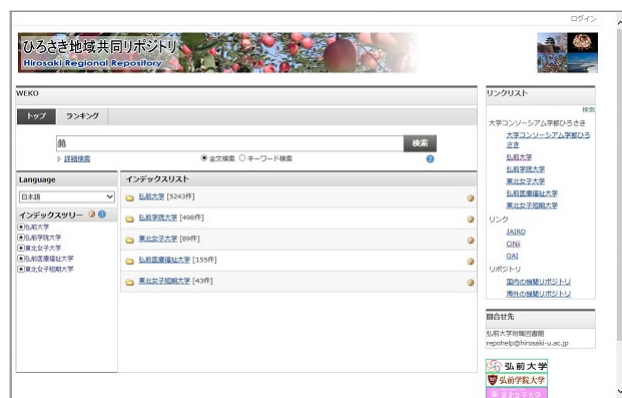 ログイン
ひろさき地域共同リポジトリ
Hirosaki Regional Repository
WEKO
トップ ランキング
検索
詳細検索
全文検索 キーワード検索
Language
日本語
インデックスツリー
弘前大学
弘前学院大学
東北女子大学
弘前医療福祉大学
東北女子短期大学
インデックスリスト
弘前大学 [5243件]
弘前学院大学 [498件]
東北女子大学 [89件]
弘前医療福祉大学 [155件]
東北女子短期大学 [43件]
リンクリスト
検索
大学コンソーシアム学都ひろさき
大学コンソーシアム学都ひろ
さき
弘前大学
弘前学院大学
東北女子大学
弘前医療福祉大学
東北女子短期大学
リンク
JAIRO
CiNii
OAI
リポジトリ
国内の機関リポジトリ
海外の機関リポジトリ
問合せ先
弘前大学附属図書館
repohelp@hirosaki-u.ac.jp
弘前大学
弘前学院大学
東北女子大学